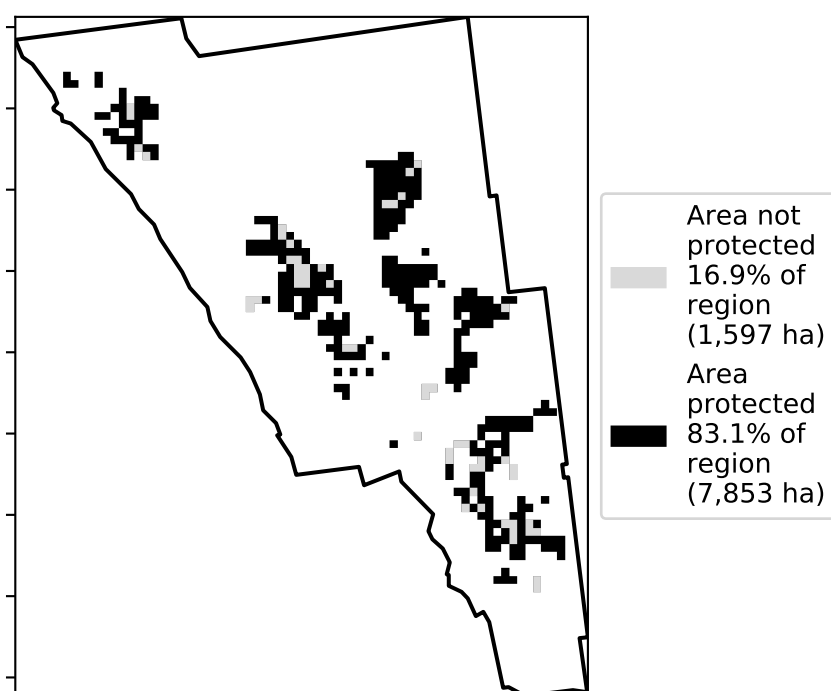 Area not
protected
16.9% of
region
(1,597 ha)
Area
protected
83.1% of
region
(7,853 ha)